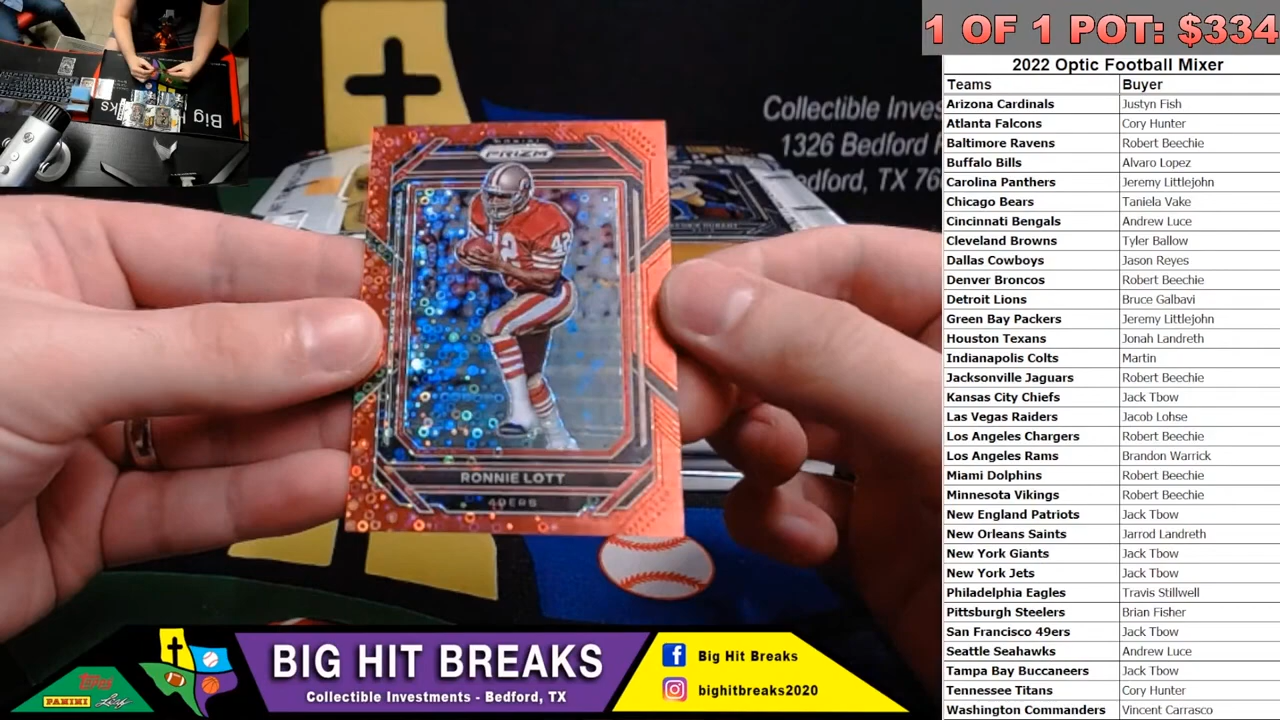 1 OF 1 POT: $334
2022 Optic Football Mixer
Teams Buyer
Arizona Cardinals Justyn Fish
Atlanta Falcons Cory Hunter
Baltimore Ravens Robert Beechie
Buffalo Bills Alvaro Lopez
Carolina Panthers Jeremy Littlejohn
Chicago Bears Taniela Vake
Cincinnati Bengals Andrew Luce
Cleveland Browns Tyler Ballow
Dallas Cowboys Jason Reyes
Denver Broncos Robert Beechie
Detroit Lions Bruce Galbavi
Green Bay Packers Jeremy Littlejohn
Houston Texans Jonah Landreth
Indianapolis Colts Martin
Jacksonville Jaguars Robert Beechie
Kansas City Chiefs Jack Tbow
Las Vegas Raiders Jacob Lohse
Los Angeles Chargers Robert Beechie
Los Angeles Rams Brandon Warrick
Miami Dolphins Robert Beechie
Minnesota Vikings Robert Beechie
New England Patriots Jack Tbow
New Orleans Saints Jarrod Landreth
New York Giants Jack Tbow
New York Jets Jack Tbow
Philadelphia Eagles Travis Stillwell
Pittsburgh Steelers Brian Fisher
San Francisco 49ers Jack Tbow
Seattle Seahawks Andrew Luce
Tampa Bay Buccaneers Jack Tbow
Tennessee Titans Cory Hunter
Washington Commanders Vincent Carrasco
Collectible Inves
1326 Bedford
edford, TX 76
Big H
PANINI
PRIZM
42
RONNIE LOTT
49ERS
BIG HIT BREAKS
Collectible Investments - Bedford, TX
Big Hit Breaks
bighitbreaks2020
Topps
PANINI
Leaf